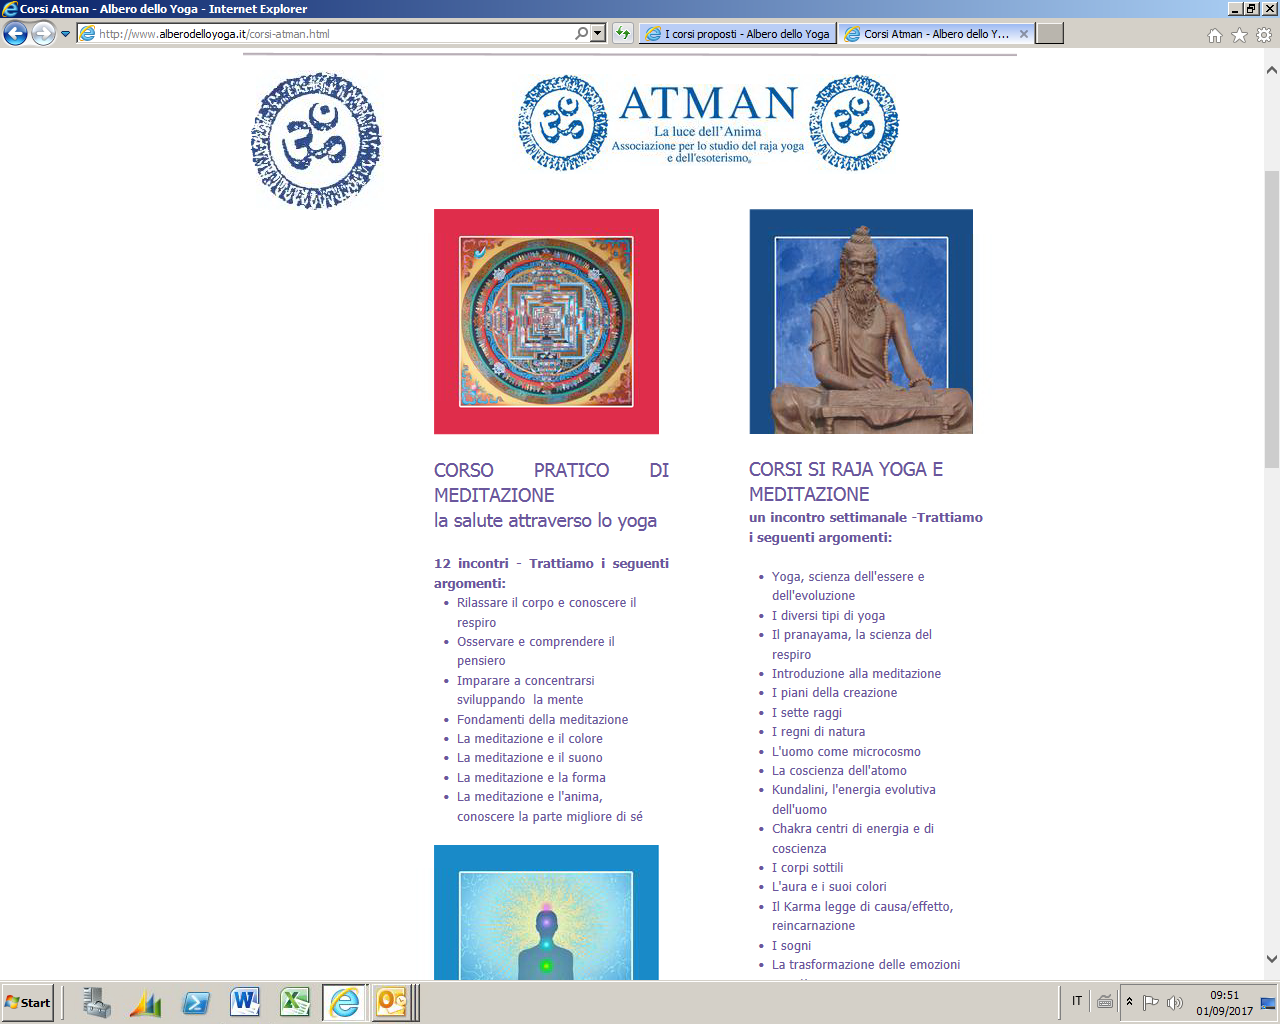 Corsi Atman - Albero dello Yoga - Internet Explorer
http://www.alberodelloyoga.it/corsi-atman.html
I corsi proposti - Albero dello Yoga
Corsi Atman - Albero dello Y...
ATMAN
La luce dell'Anima
Associazione per lo studio del raja yoga
e dell'esoterismo.
CORSO PRATICO DI
MEDITAZIONE
la salute attraverso lo yoga
12 incontri - Trattiamo i seguenti
argomenti:
• Rilassare il corpo e conoscere il
respiro
• Osservare e comprendere il
pensiero
• Imparare a concentrarsi
sviluppando  la mente
• Fondamenti della meditazione
• La meditazione e il colore
• La meditazione e il suono
• La meditazione e la forma
• La meditazione e l'anima,
conoscere la parte migliore di sé
CORSI SI RAJA YOGA E
MEDITAZIONE
un incontro settimanale -Trattiamo
i seguenti argomenti:
• Yoga, scienza dell'essere e
dell'evoluzione
• I diversi tipi di yoga
• Il pranayama, la scienza del
respiro
• Introduzione alla meditazione
• I piani della creazione
• I sette raggi
• I regni di natura
• L'uomo come microcosmo
• La coscienza dell'atomo
• Kundalini, l'energia evolutiva
dell'uomo
• Chakra centri di energia e di
coscienza
• I corpi sottili
• L'aura e i suoi colori
• Il Karma legge di causa/effetto,
reincarnazione
• I sogni
• La trasformazione delle emozioni
Start
IT
09:51
01/09/2017